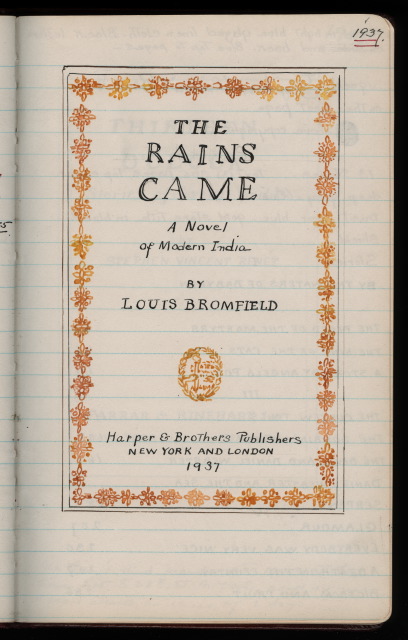 1937.
THE
RAINS
CAME
A Novel
of Modern India
BY
LOUIS BROMFIELD
Harper & Brothers Publishers
NEW YORK AND LONDON
1937